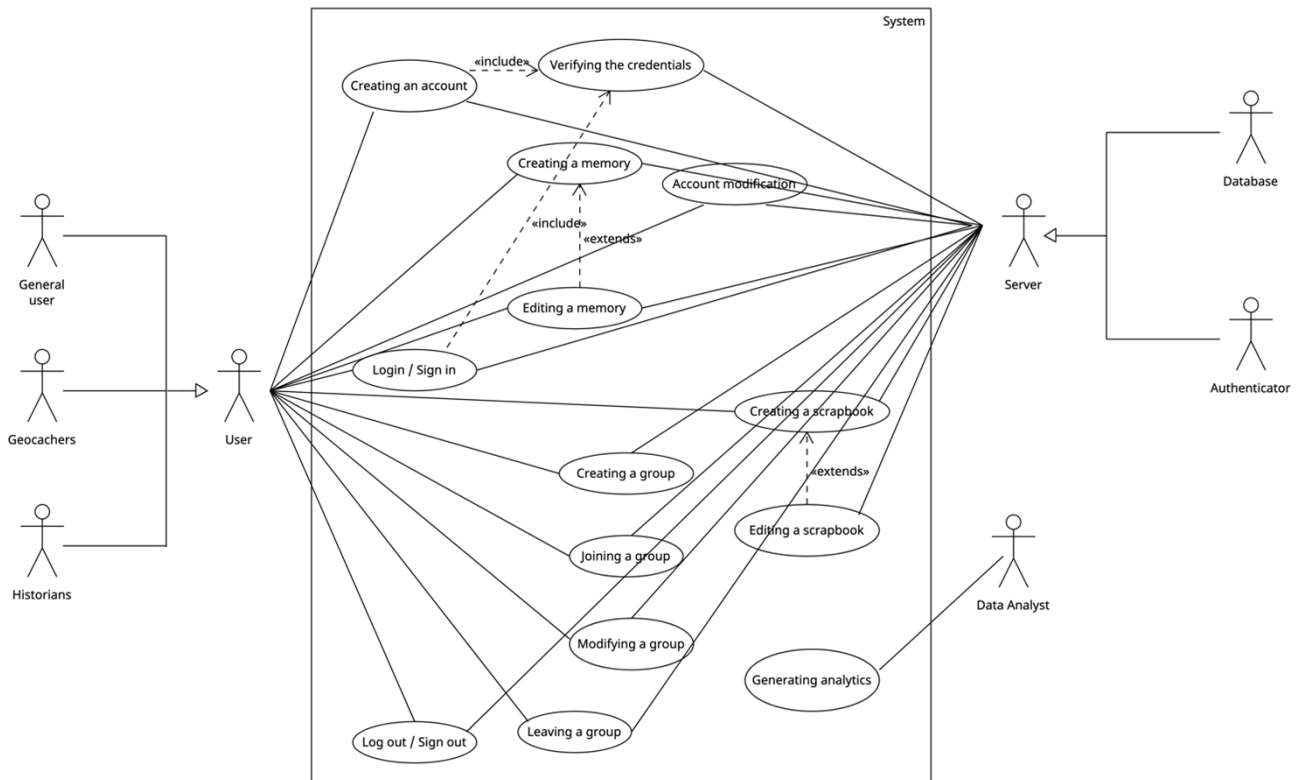 System
«include»
Verifying the credentials
Creating an account
Creating a memory
Account modification
Database
«include»
«extends»
General
user
Server
Editing a memory
Login / Sign in
Authenticator
Geocachers
User
Creating a scrapbook
Creating a group
«extends»
Editing a scrapbook
Joining a group
Historians
Data Analyst
Modifying a group
Generating analytics
Leaving a group
Log out / Sign out